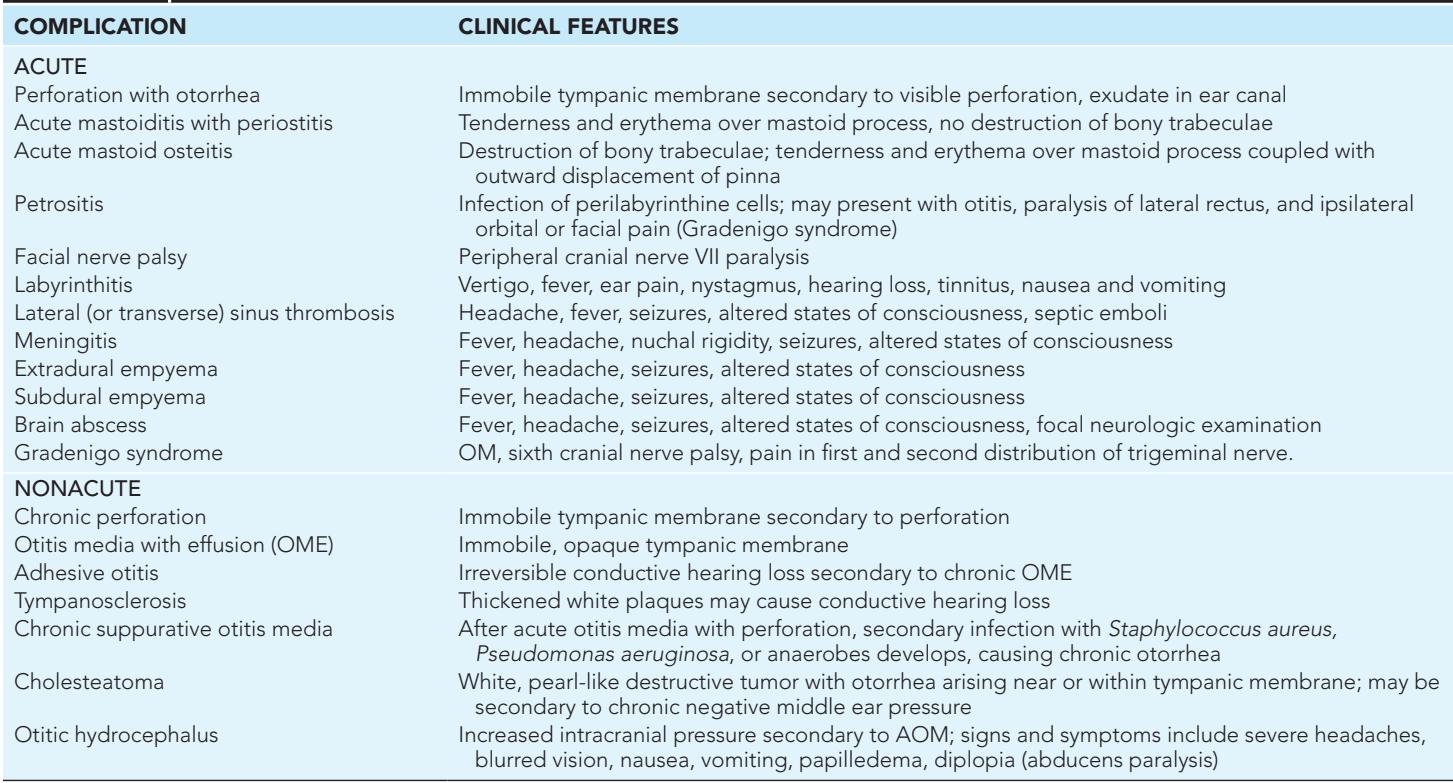 COMPLICATION CLINICAL FEATURES
ACUTE
Perforation with otorrhea Immobile tympanic membrane secondary to visible perforation, exudate in ear canal
Acute mastoiditis with periostitis Tenderness and erythema over mastoid process, no destruction of bony trabeculae
Acute mastoid osteitis Destruction of bony trabeculae; tenderness and erythema over mastoid process coupled with
outward displacement of pinna
Petrositis Infection of perilabyrinthine cells; may present with otitis, paralysis of lateral rectus, and ipsilateral
orbital or facial pain (Gradenigo syndrome)
Facial nerve palsy Peripheral cranial nerve VII paralysis
Labyrinthitis Vertigo, fever, ear pain, nystagmus, hearing loss, tinnitus, nausea and vomiting
Lateral (or transverse) sinus thrombosis Headache, fever, seizures, altered states of consciousness, septic emboli
Meningitis Fever, headache, nuchal rigidity, seizures, altered states of consciousness
Extradural empyema Fever, headache, seizures, altered states of consciousness
Subdural empyema Fever, headache, seizures, altered states of consciousness
Brain abscess Fever, headache, seizures, altered states of consciousness, focal neurologic examination
Gradenigo syndrome OM, sixth cranial nerve palsy, pain in first and second distribution of trigeminal nerve.
NONACUTE
Chronic perforation Immobile tympanic membrane secondary to perforation
Otitis media with effusion (OME) Immobile, opaque tympanic membrane
Adhesive otitis Irreversible conductive hearing loss secondary to chronic OME
Tympanosclerosis Thickened white plaques may cause conductive hearing loss
Chronic suppurative otitis media After acute otitis media with perforation, secondary infection with Staphylococcus aureus,
Pseudomonas aeruginosa, or anaerobes develops, causing chronic otorrhea
Cholesteatoma White, pearl-like destructive tumor with otorrhea arising near or within tympanic membrane; may be
secondary to chronic negative middle ear pressure
Otitic hydrocephalus Increased intracranial pressure secondary to AOM; signs and symptoms include severe headaches,
blurred vision, nausea, vomiting, papilledema, diplopia (abducens paralysis)